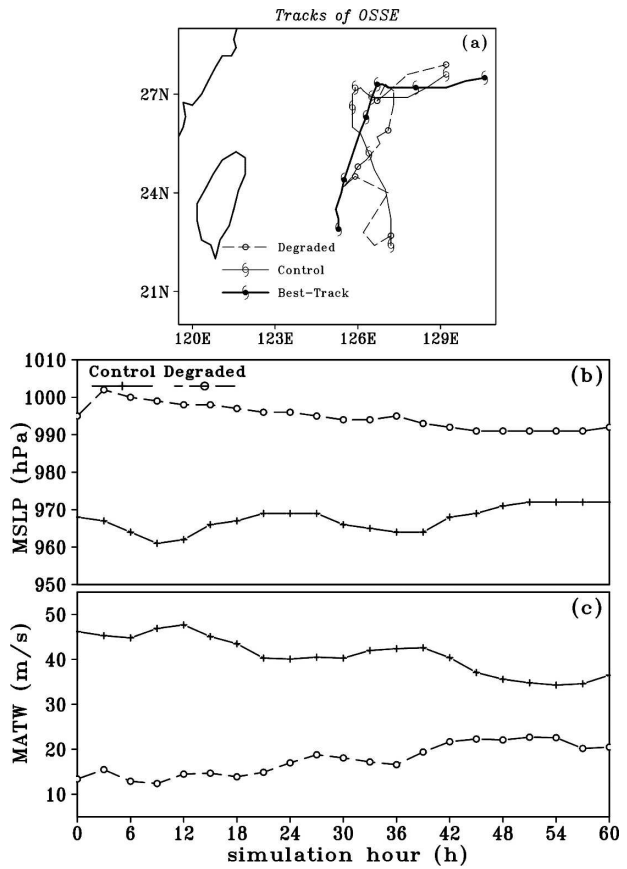 Tracks of OSSE
(a)
27N
24N
21N
Degraded
Control
Best-Track
120E 123E 126E 129E
1010
1000
990
980
970
960
950
MSLP (hPa)
Control Degraded
(b)
50
40
30
20
10
MATW (m/s)
(c)
0 6 12 18 24 30 36 42 48 54 60
simulation hour (h)